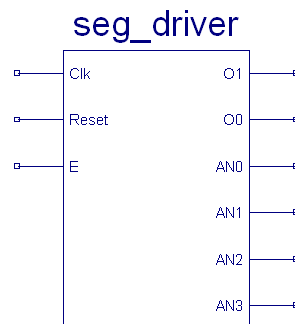 seg_driver
Clk O1
Reset O0
E AN0
AN1
AN2
AN3